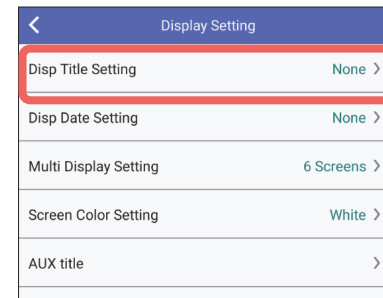 Display Setting
Disp Title Setting None
Disp Date Setting None
Multi Display Setting 6 Screens
Screen Color Setting White
AUX title